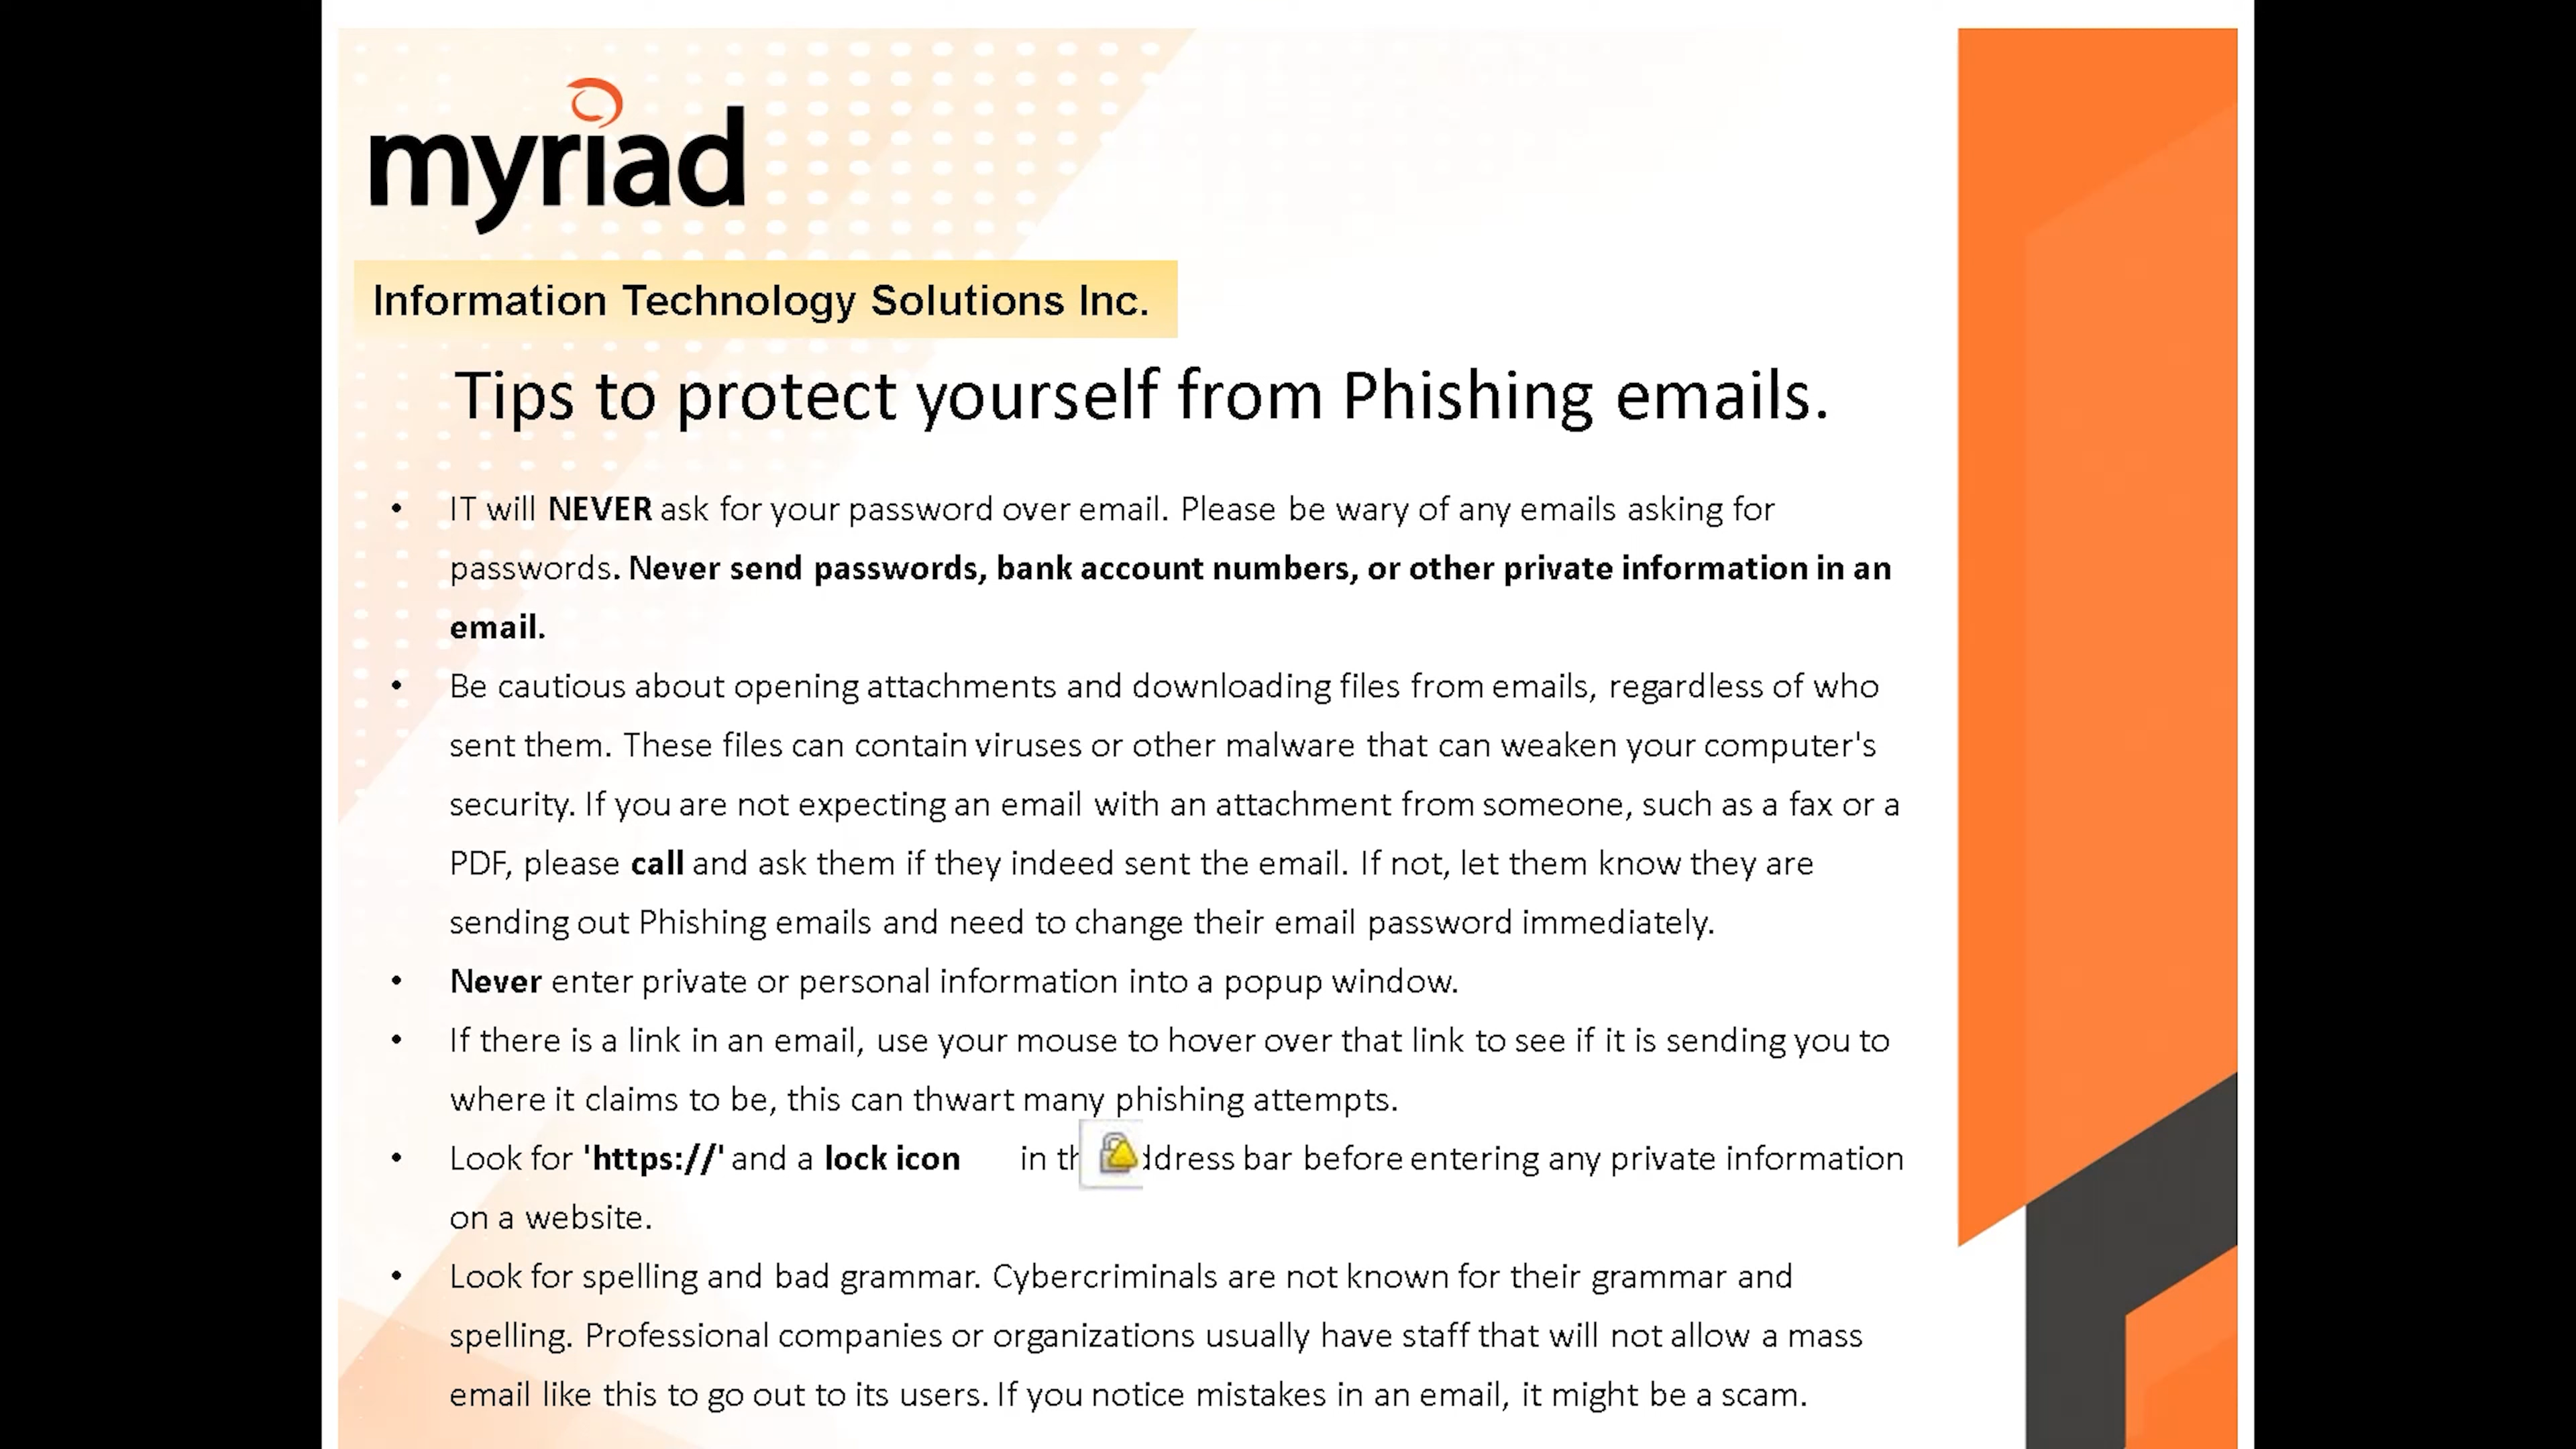 myriad
Information Technology Solutions Inc.
Tips to protect yourself from Phishing emails.
• IT will NEVER ask for your password over email. Please be wary of any emails asking for
passwords. Never send passwords, bank account numbers, or other private information in an
email.
• Be cautious about opening attachments and downloading files from emails, regardless of who
sent them. These files can contain viruses or other malware that can weaken your computer's
security. If you are not expecting an email with an attachment from someone, such as a fax or a
PDF, please call and ask them if they indeed sent the email. If not, let them know they are
sending out Phishing emails and need to change their email password immediately.
• Never enter private or personal information into a popup window.
• If there is a link in an email, use your mouse to hover over that link to see if it is sending you to
where it claims to be, this can thwart many phishing attempts.
• Look for 'https://' and a lock icon in th ddress bar before entering any private information
on a website.
• Look for spelling and bad grammar. Cybercriminals are not known for their grammar and
spelling. Professional companies or organizations usually have staff that will not allow a mass
email like this to go out to its users. If you notice mistakes in an email, it might be a scam.